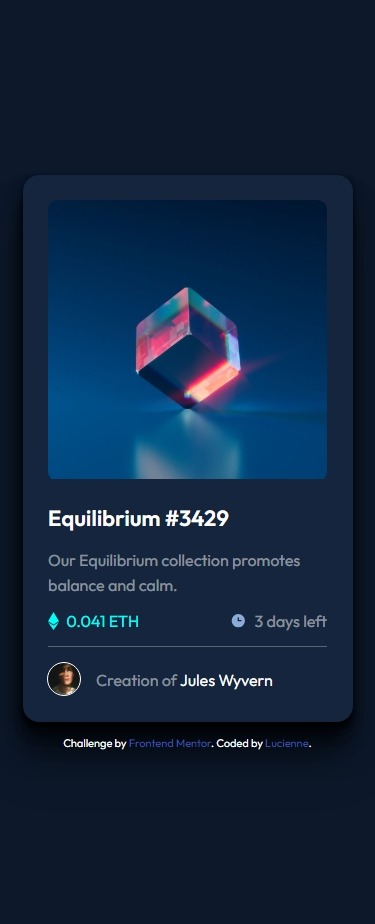 Equilibrium #3429
Our Equilibrium collection promotes
balance and calm.
0.041 ETH 3 days left
Creation of Jules Wyvern
Challenge by Frontend Mentor. Coded by Lucienne.